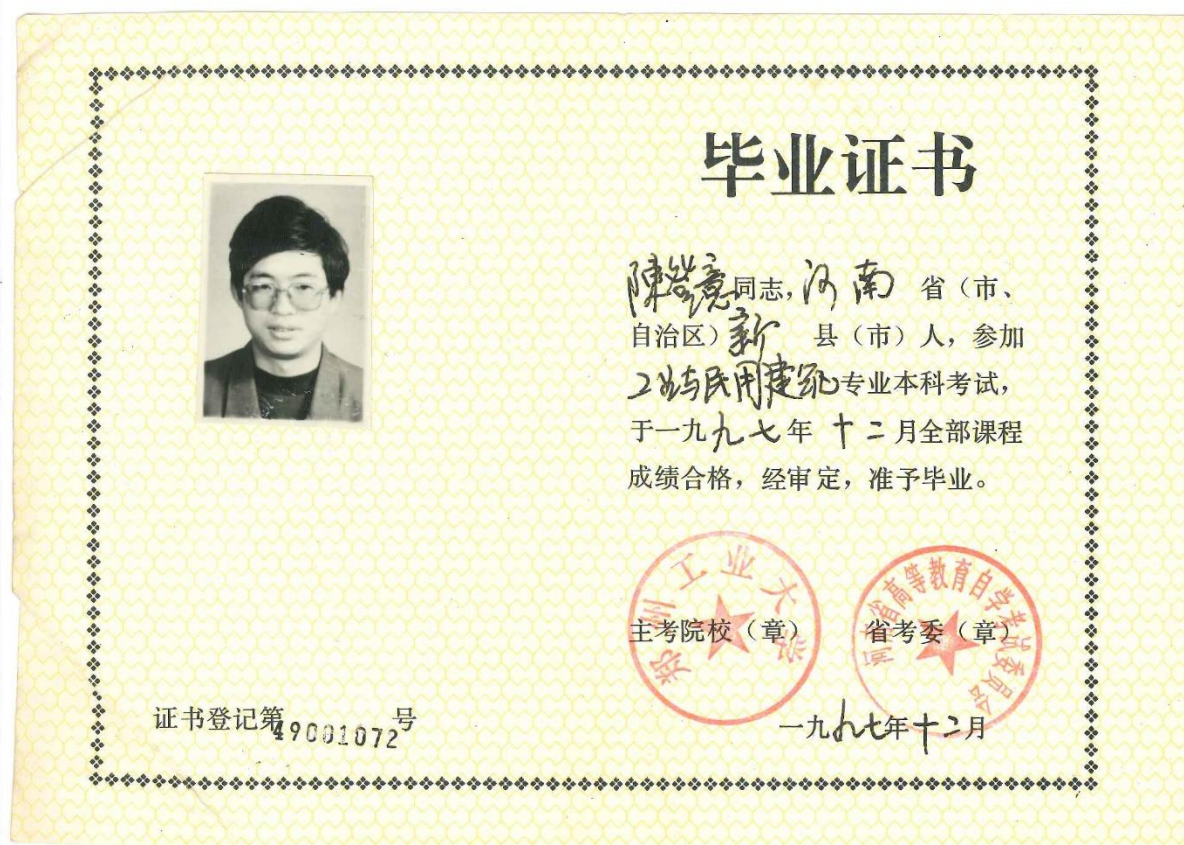 毕业证书
陳營意同志，河南 省（市、
自治区）新 县（市）人，参加
工业与民用建筑专业本科考试，
于一九九七年 十二月全部课程
成绩合格，经审定，准予毕业。
郑州工业大学
河南省高等教育自学考试委员会
主考院校（章） 省考委（章）
证书登记第49001072号
一九九七年十二月